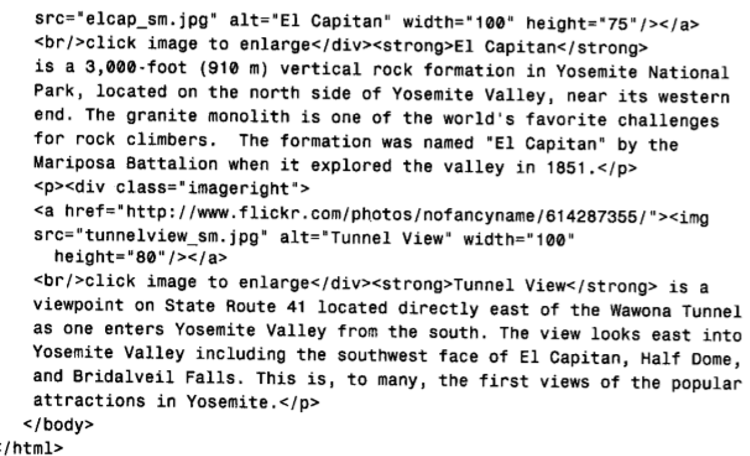 src="elcap_sm.jpg" alt="El Capitan" width="100" height="75"/></a>
<br/>click image to enlarge</div><strong>El Capitan</strong>
is a 3,000-foot (910 m) vertical rock formation in Yosemite National
Park, located on the north side of Yosemite Valley, near its western
end. The granite monolith is one of the world's favorite challenges
for rock climbers.  The formation was named "El Capitan" by the
Mariposa Battalion when it explored the valley in 1851.</p>
<p><div class="imageright">
<a href="http://www.flickr.com/photos/nofancyname/614287355/"><img
src="tunnelview_sm.jpg" alt="Tunnel View" width="100"
height="80"/></a>
<br/>click image to enlarge</div><strong>Tunnel View</strong> is a
viewpoint on State Route 41 located directly east of the Wawona Tunnel
as one enters Yosemite Valley from the south. The view looks east into
Yosemite Valley including the southwest face of El Capitan, Half Dome,
and Bridalveil Falls. This is, to many, the first views of the popular
attractions in Yosemite.</p>
</body>
</html>